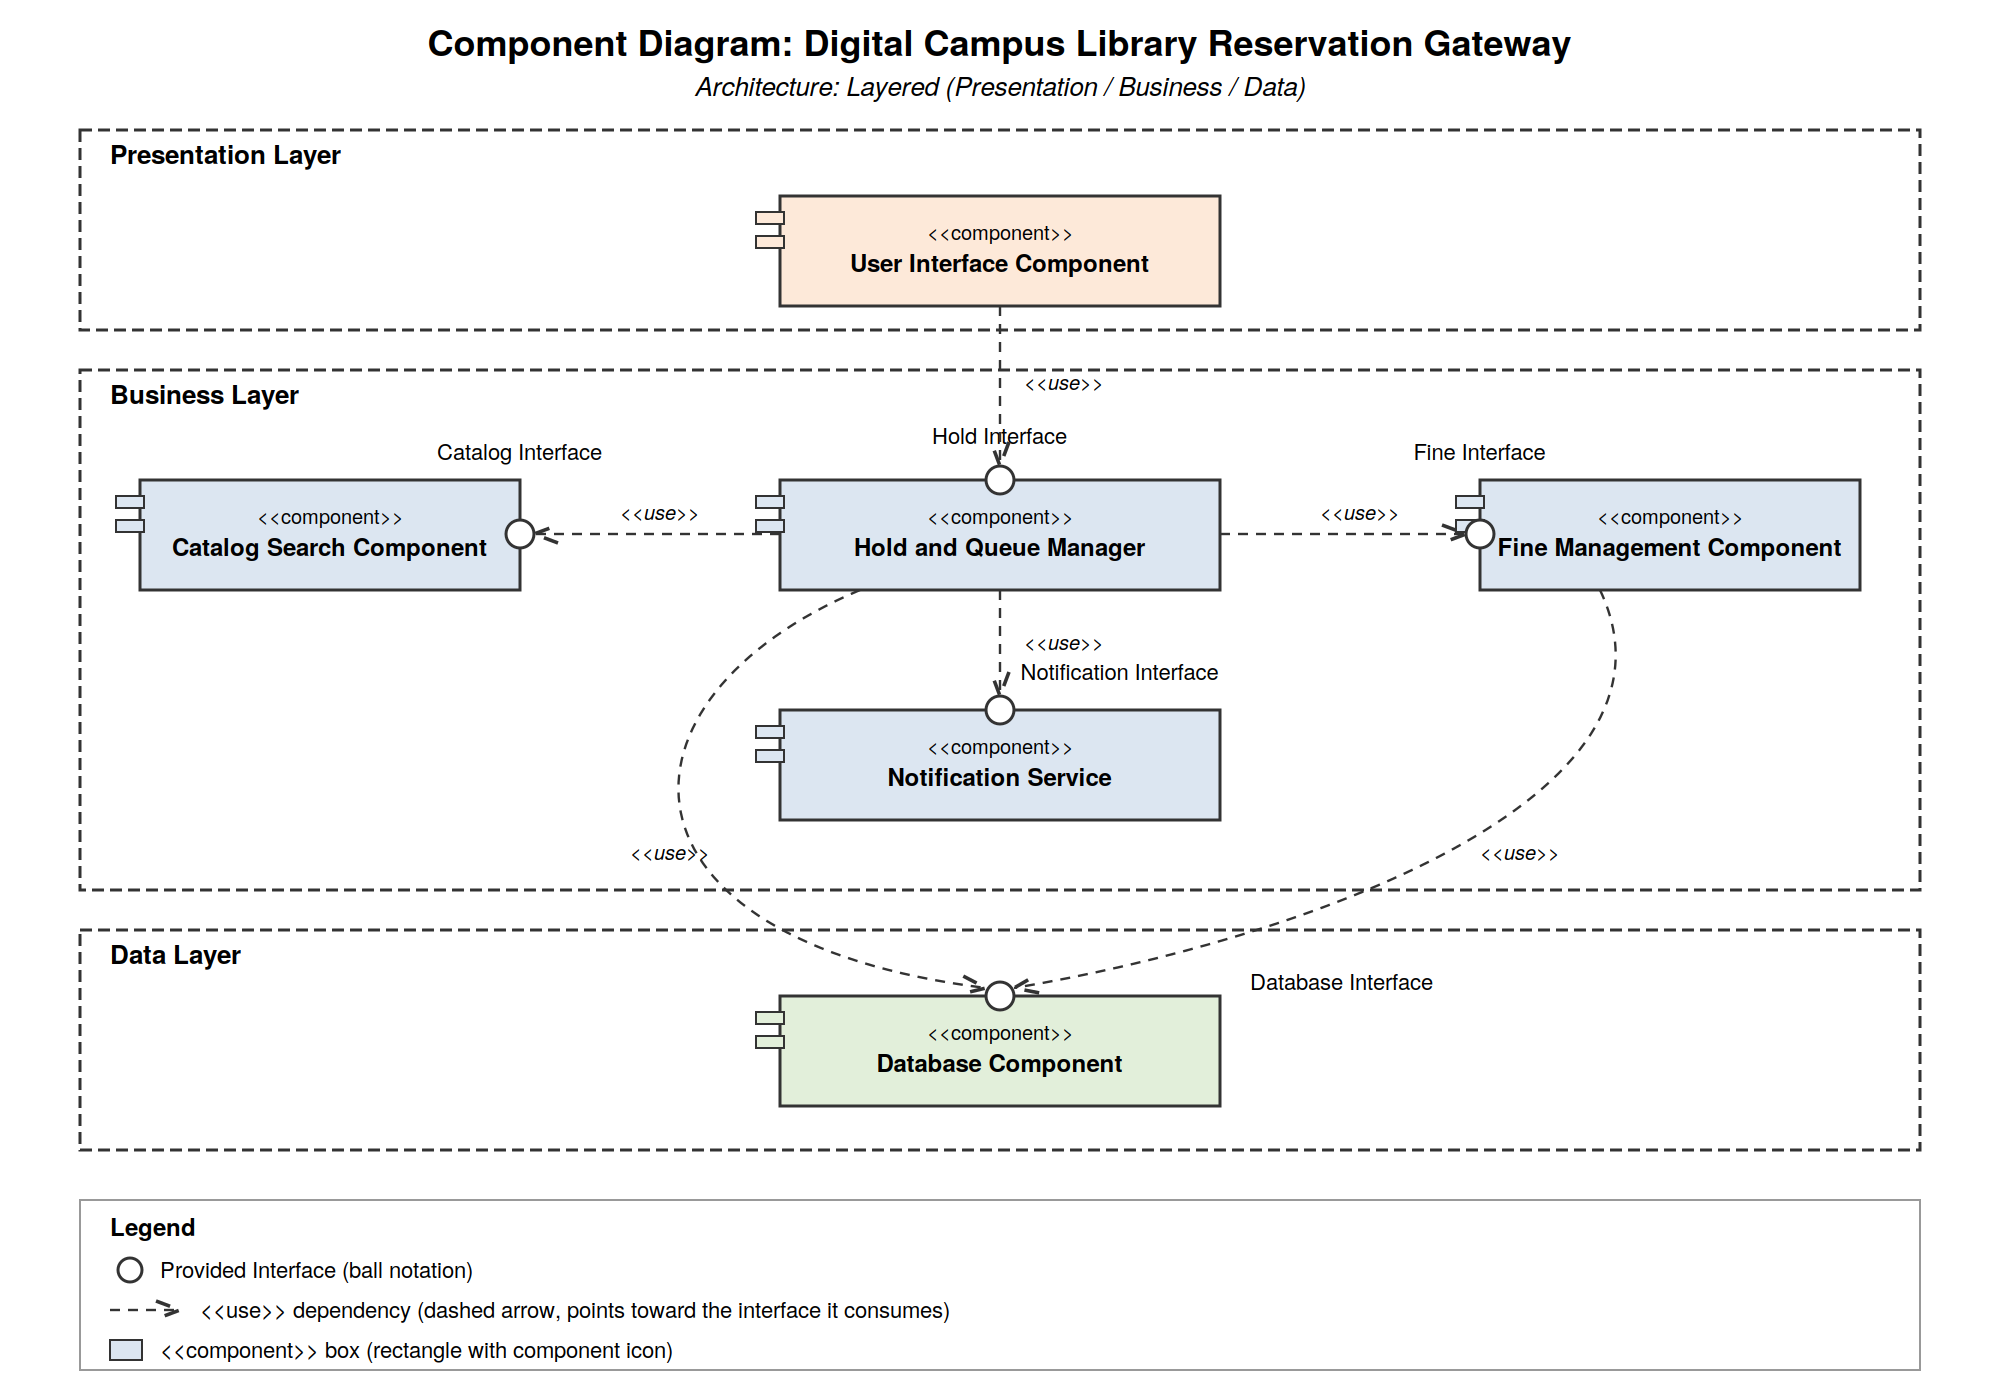 Component Diagram: Digital Campus Library Reservation Gateway
Architecture: Layered (Presentation / Business / Data)
Presentation Layer
<<component>>
User Interface Component
<<use>>
Business Layer
Hold Interface
Catalog Interface
Fine Interface
<<component>>
Catalog Search Component
<<use>>
<<component>>
Hold and Queue Manager
<<use>>
<<component>>
Fine Management Component
<<use>>
Notification Interface
<<component>>
Notification Service
<<use>>
<<use>>
Data Layer
Database Interface
<<component>>
Database Component
Legend
Provided Interface (ball notation)
<<use>> dependency (dashed arrow, points toward the interface it consumes)
<<component>> box (rectangle with component icon)